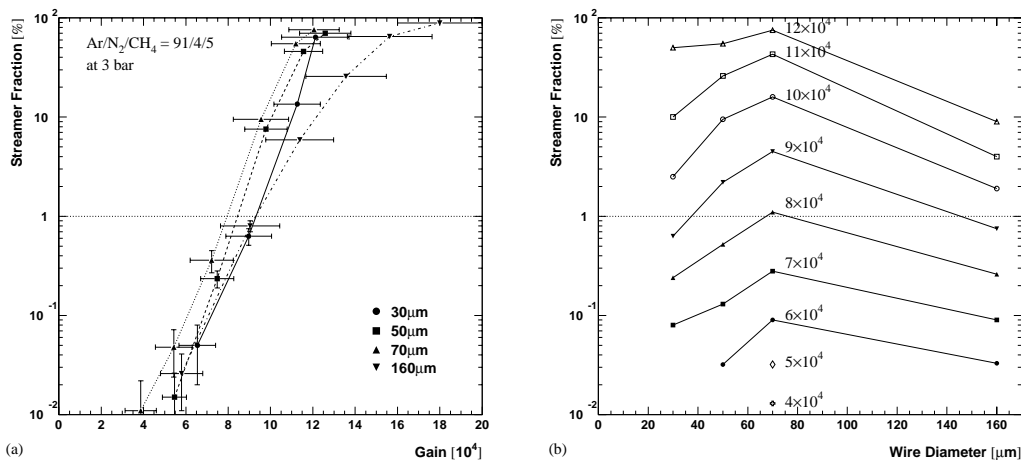 Streamer Fraction [%]
10²
10
1
10⁻¹
10⁻²
Ar/N₂/CH₄ = 91/4/5
at 3 bar
30μm
50μm
70μm
160μm
0 2 4 6 8 10 12 14 16 18 20
(a)
Gain [10⁴]
Streamer Fraction [%]
10²
10
1
10⁻¹
10⁻²
12×10⁴
11×10⁴
10×10⁴
9×10⁴
8×10⁴
7×10⁴
6×10⁴
5×10⁴
4×10⁴
0 20 40 60 80 100 120 140 160
(b)
Wire Diameter [μm]